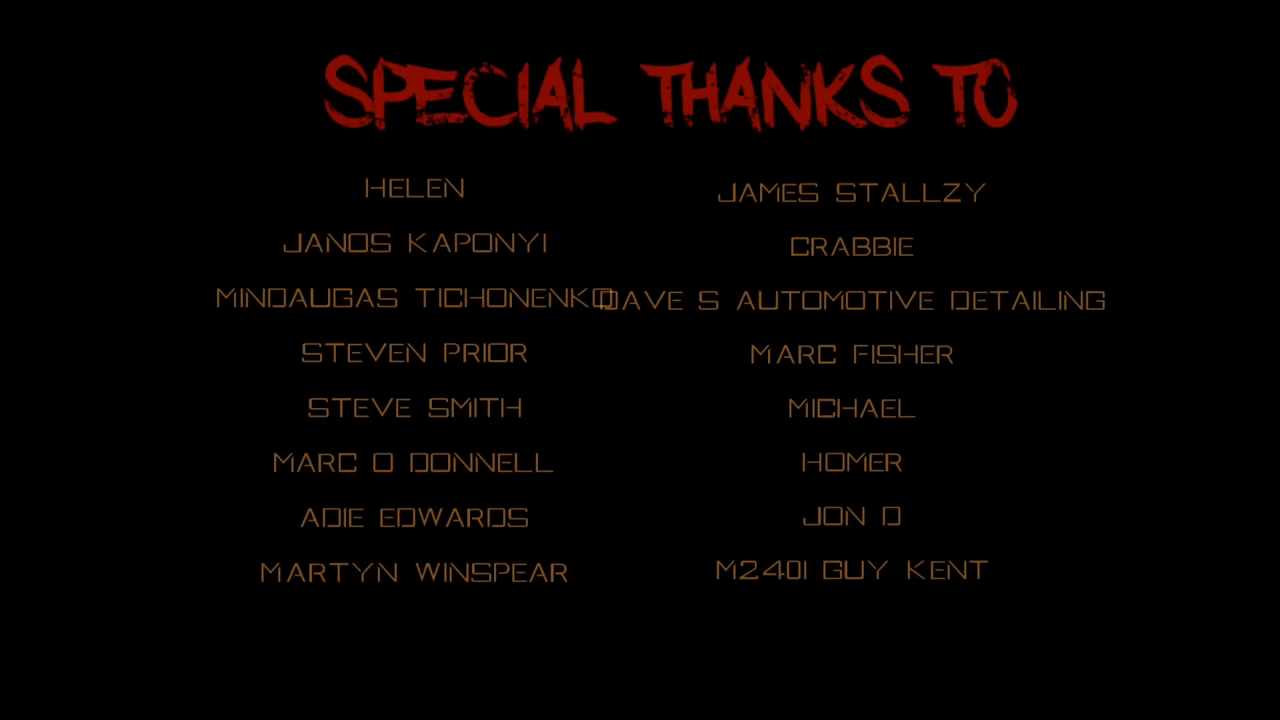 SPECIAL THANKS TO
HELEN
JANOS KAPONYI
MINDAUGAS TICHONENKO
STEVEN PRIOR
STEVE SMITH
MARC O DONNELL
ADIE EDWARDS
MARTYN WINSPEAR
JAMES STALLZY
CRABBIE
DAVE S AUTOMOTIVE DETAILING
MARC FISHER
MICHAEL
HOMER
JON D
M240I GUY KENT